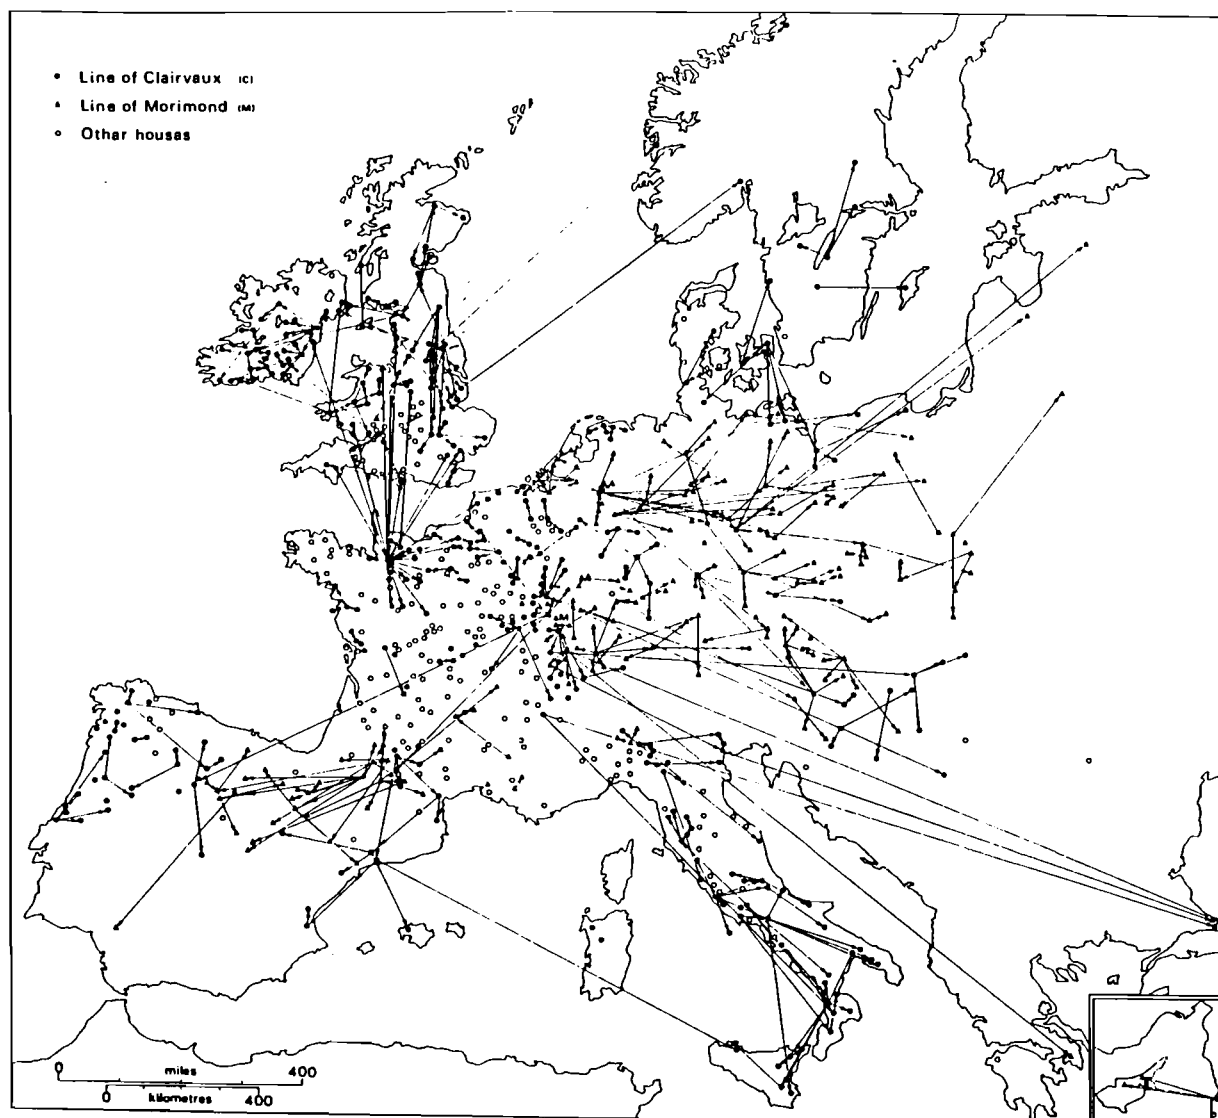 • Line of Clairvaux (C)
▲ Line of Morimond (M)
○ Othar housas
M
0 miles 400
0 kilometres 400